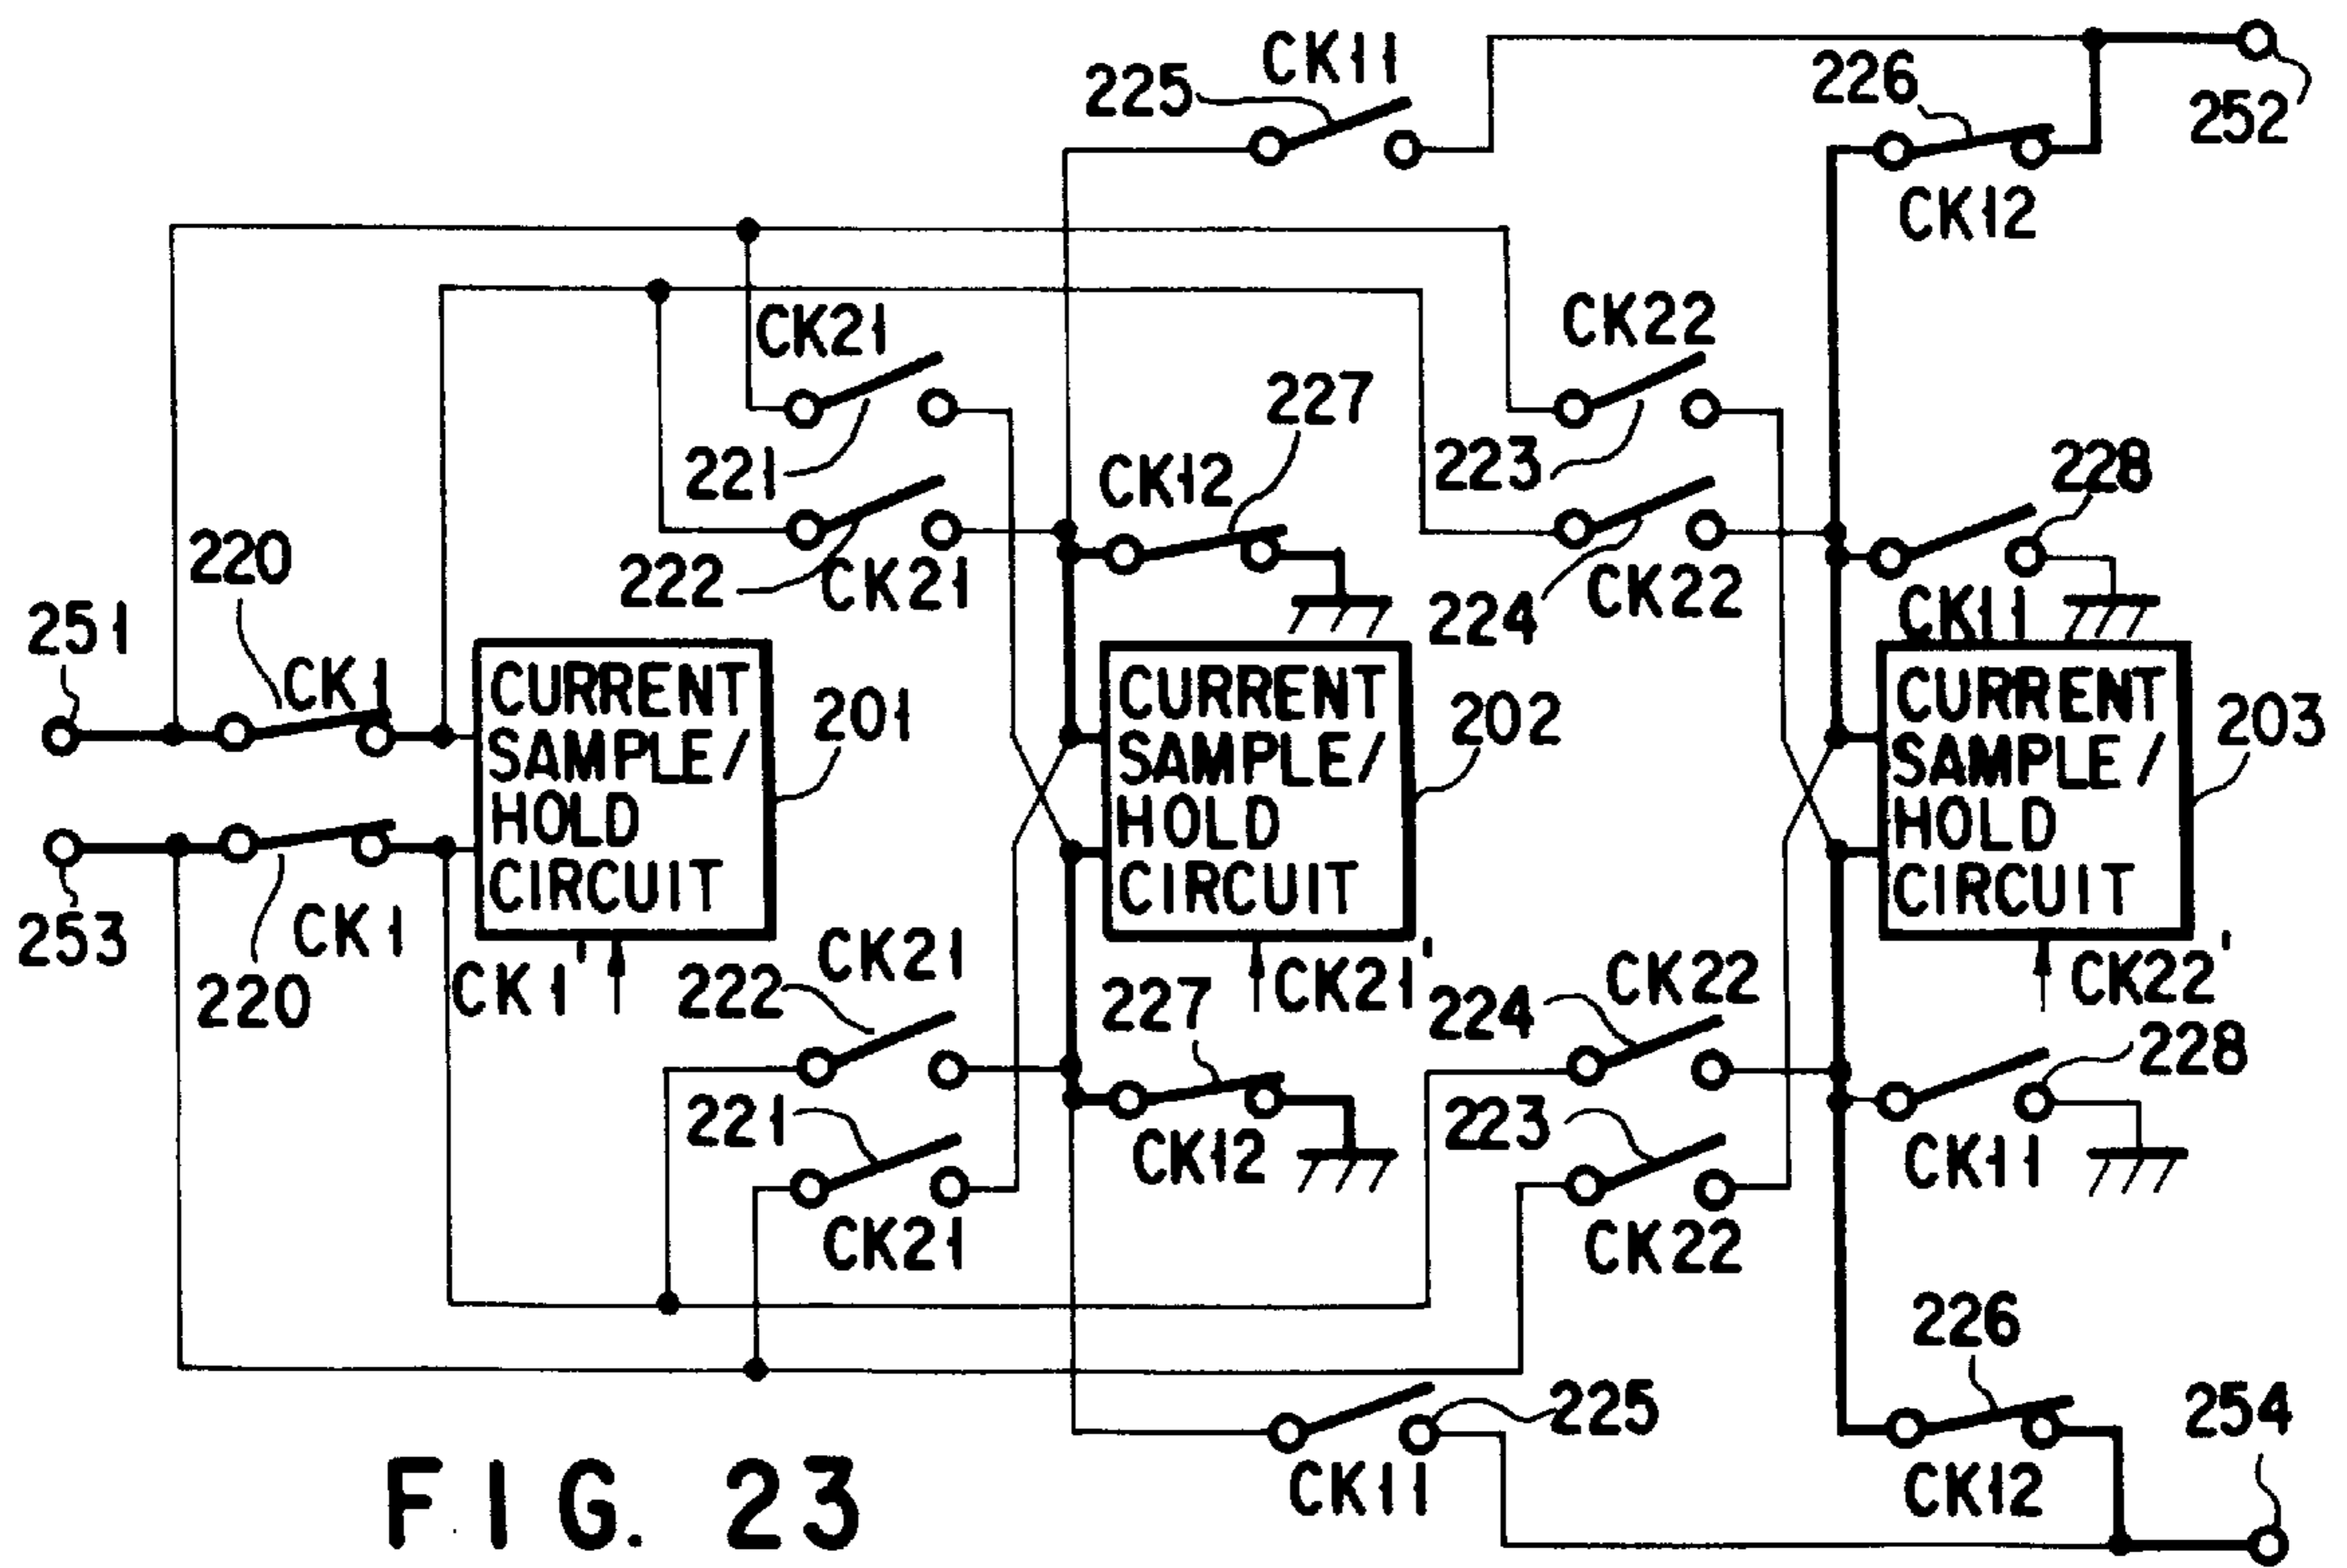 CK11
225
226
252
CK12
CK21
CK22
227
221
CK12
223
228
220
222
CK21
224
CK22
CK11
251
CK1
CURRENT
SAMPLE/
HOLD
CIRCUIT
201
CURRENT
SAMPLE/
HOLD
CIRCUIT
202
CURRENT
SAMPLE/
HOLD
CIRCUIT
203
253
CK1
220
CK1'
222
CK21
227
CK21'
224
CK22
CK22'
228
221
CK12
223
CK11
CK21
CK22
226
225
254
CK11
CK12
FIG. 23